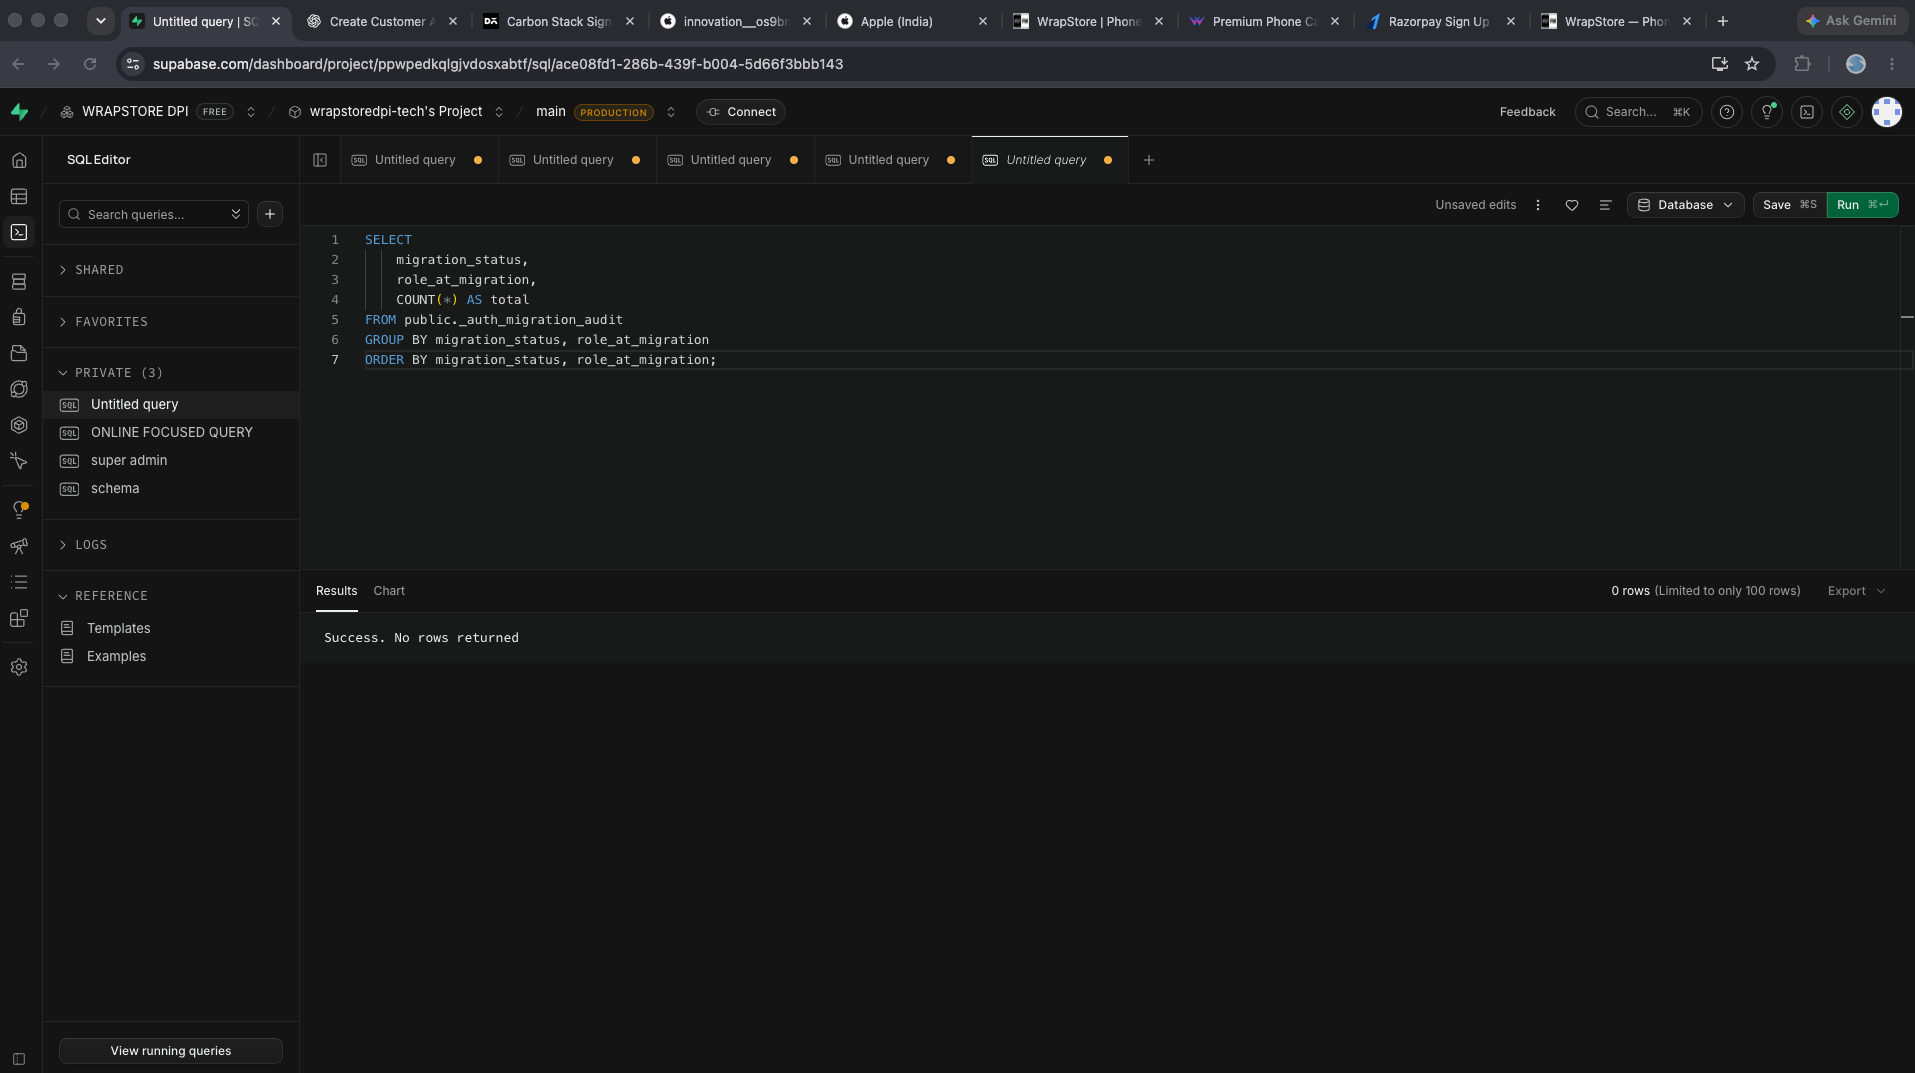 Untitled query | SQ
Create Customer A
Carbon Stack Sign
innovation__os9bn
Apple (India)
WrapStore | Phone
Premium Phone Ca
Razorpay Sign Up
WrapStore — Phon
Ask Gemini
supabase.com/dashboard/project/ppwpedkqlgjvdosxabtf/sql/ace08fd1-286b-439f-b004-5d66f3bbb143
WRAPSTORE DPI FREE / wrapstoredpi-tech's Project / main PRODUCTION Connect
Feedback Search... ⌘K
SQL Editor
Untitled query
Untitled query
Untitled query
Untitled query
Untitled query
Search queries...
Unsaved edits Database Save ⌘S Run ⌘↵
SHARED
FAVORITES
PRIVATE (3)
SQL Untitled query
SQL ONLINE FOCUSED QUERY
SQL super admin
SQL schema
LOGS
REFERENCE
Templates
Examples
View running queries
1 SELECT
2 migration_status,
3 role_at_migration,
4 COUNT(*) AS total
5 FROM public._auth_migration_audit
6 GROUP BY migration_status, role_at_migration
7 ORDER BY migration_status, role_at_migration;
Results Chart
0 rows (Limited to only 100 rows) Export
Success. No rows returned